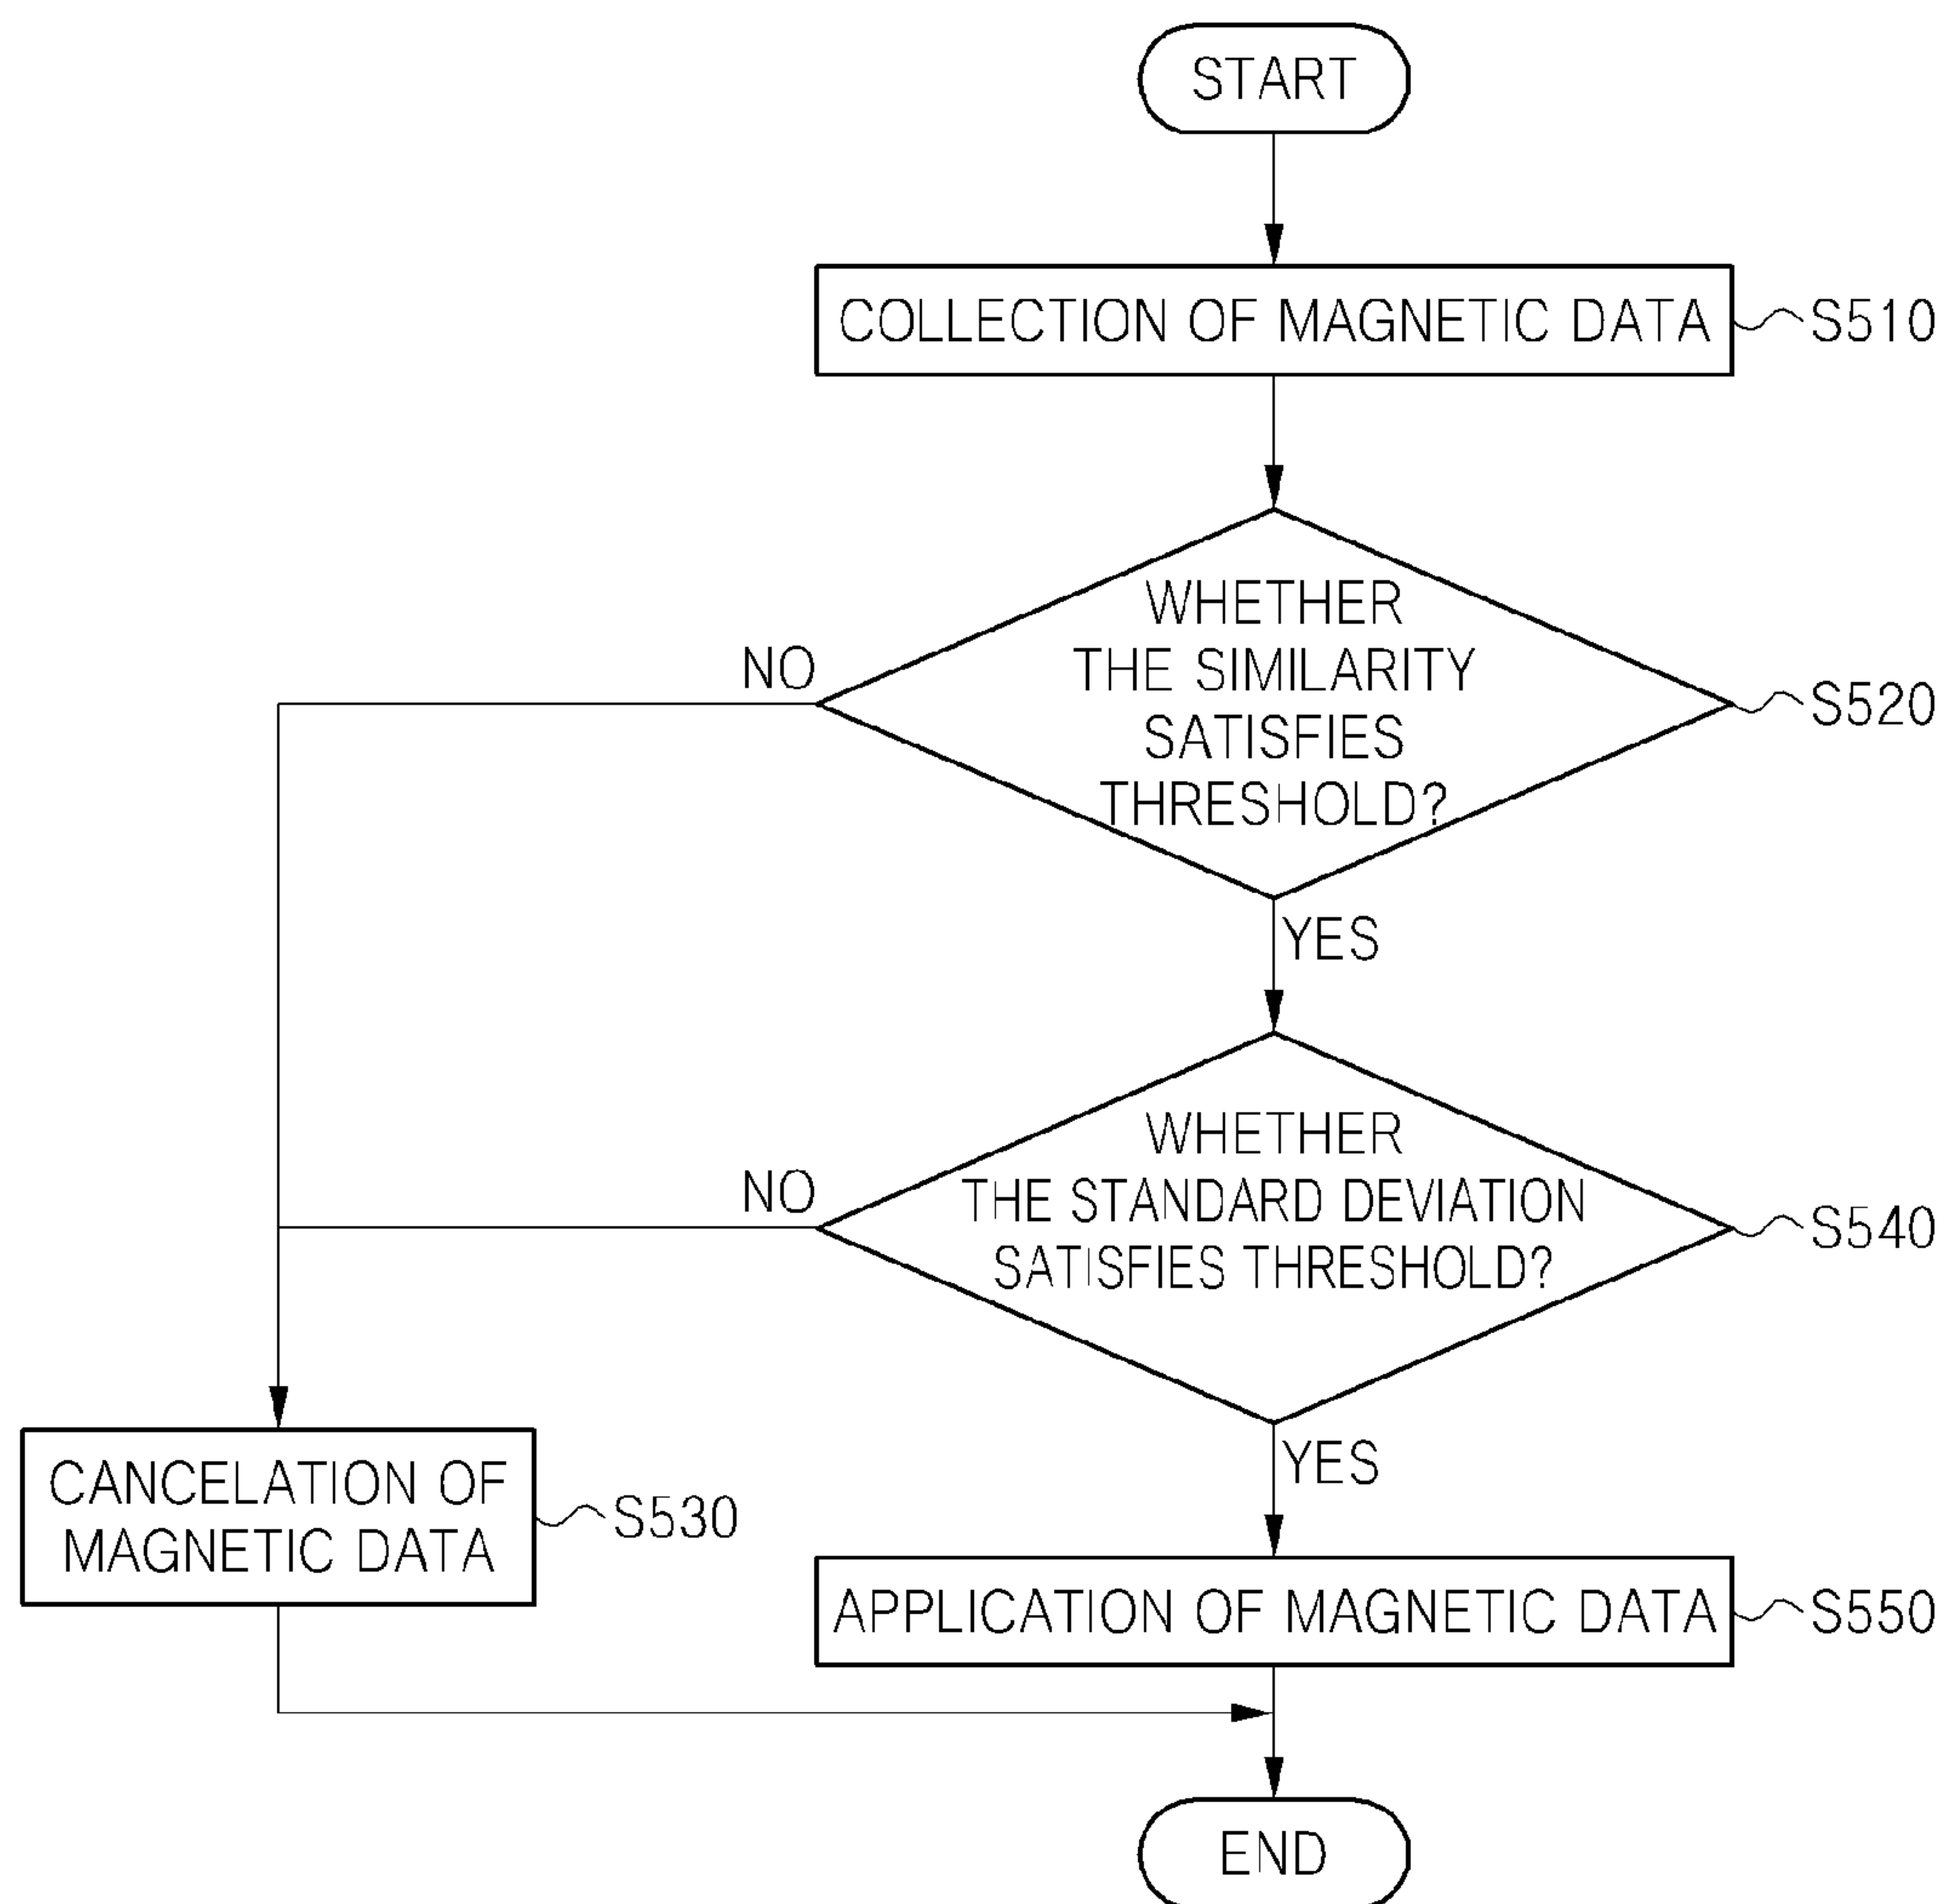 START
COLLECTION OF MAGNETIC DATA
S510
WHETHER
THE SIMILARITY
SATISFIES
THRESHOLD?
S520
NO
YES
WHETHER
THE STANDARD DEVIATION
SATISFIES THRESHOLD?
S540
NO
YES
CANCELATION OF
MAGNETIC DATA
S530
APPLICATION OF MAGNETIC DATA
S550
END